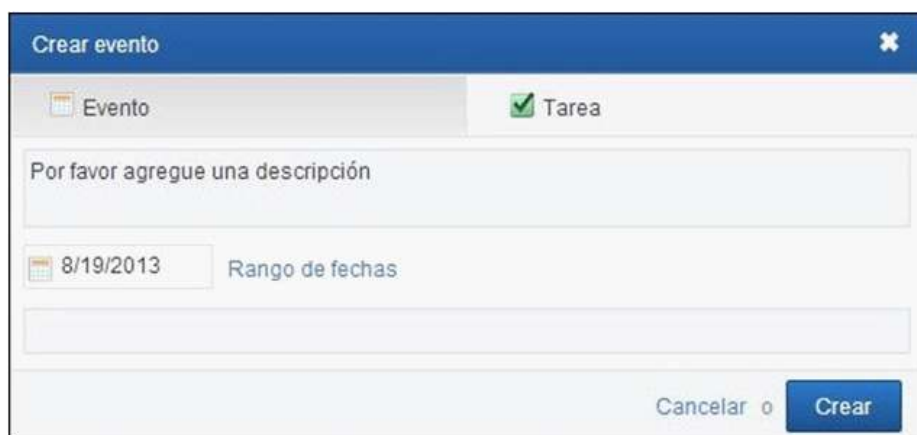 Crear evento
Evento
Tarea
Por favor agregue una descripción
8/19/2013 Rango de fechas
Cancelar o Crear